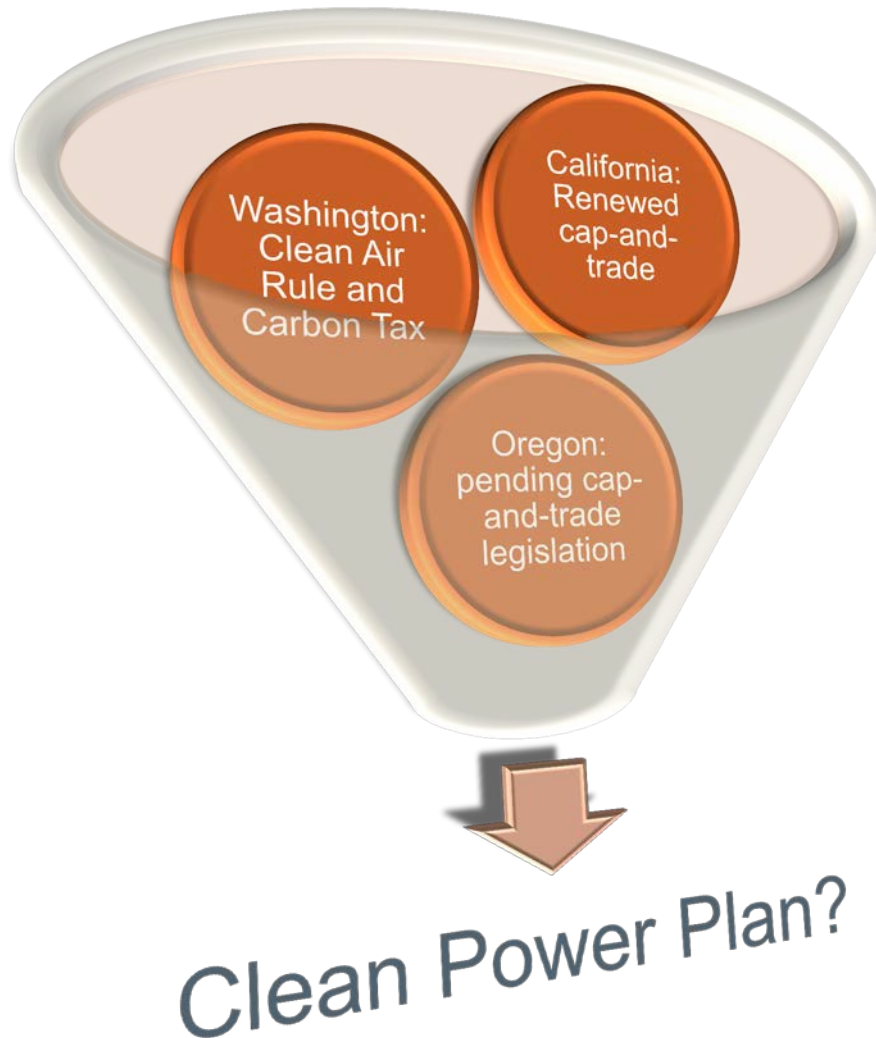 Washington:
Clean Air
Rule and
Carbon Tax
California:
Renewed
cap-and-
trade
Oregon:
pending cap-
and-trade
legislation
Clean Power Plan?